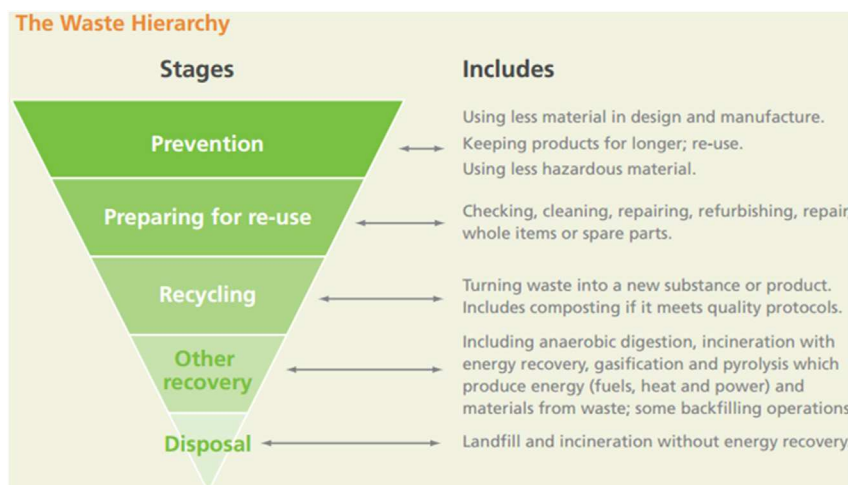 The Waste Hierarchy
Stages
Includes
Prevention
Using less material in design and manufacture.
Keeping products for longer; re-use.
Using less hazardous material.
Preparing for re-use
Checking, cleaning, repairing, refurbishing, repair,
whole items or spare parts.
Recycling
Turning waste into a new substance or product.
Includes composting if it meets quality protocols.
Other
recovery
Including anaerobic digestion, incineration with
energy recovery, gasification and pyrolysis which
produce energy (fuels, heat and power) and
materials from waste; some backfilling operations
Disposal
Landfill and incineration without energy recovery.